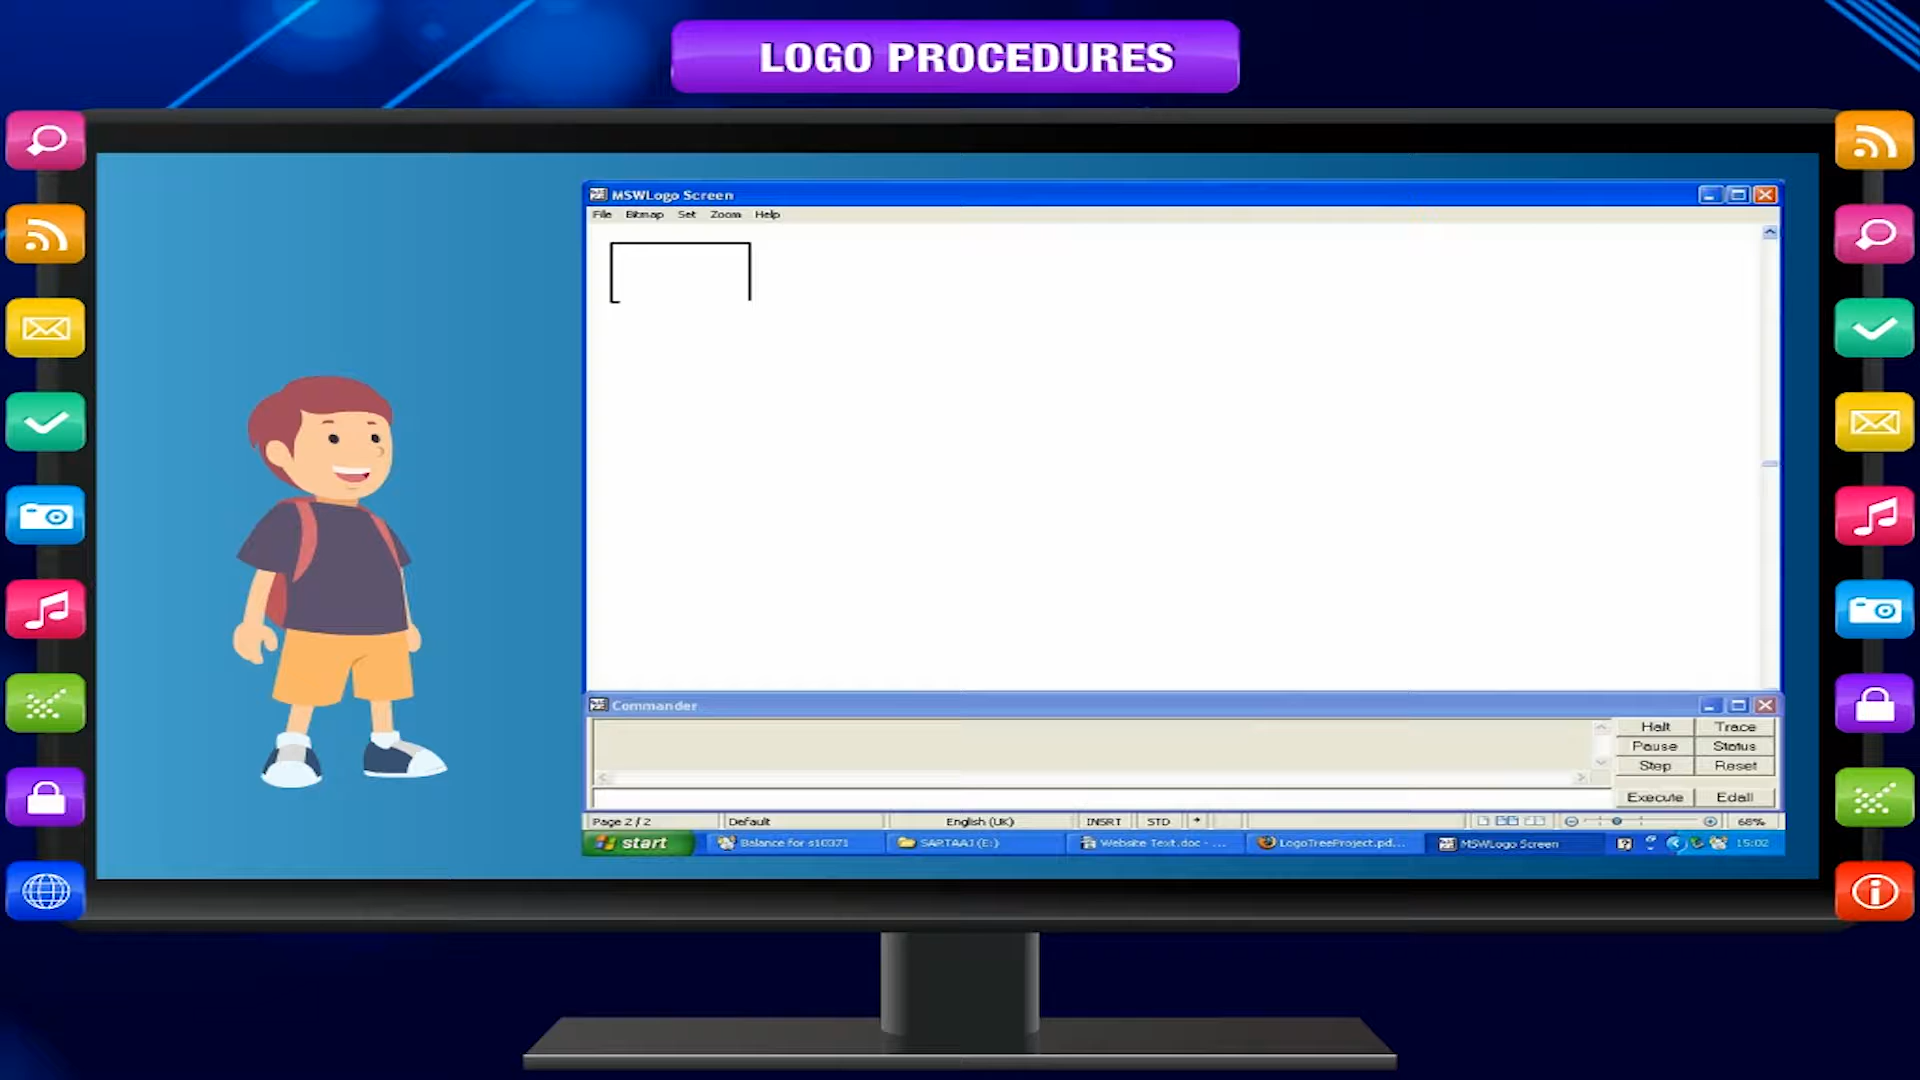 LOGO PROCEDURES
MSWLogo Screen
File Bitmap Set Zoom Help
Commander
Halt Trace
Pause Status
Step Reset
Execute Edall
Page 2 / 2 Default English (UK) INSRT STD * 68%
start Balance for s10371 SARTAAJ (E:) Website Text.doc - ... LogoTreeProject.pd... MSWLogo Screen 15:02